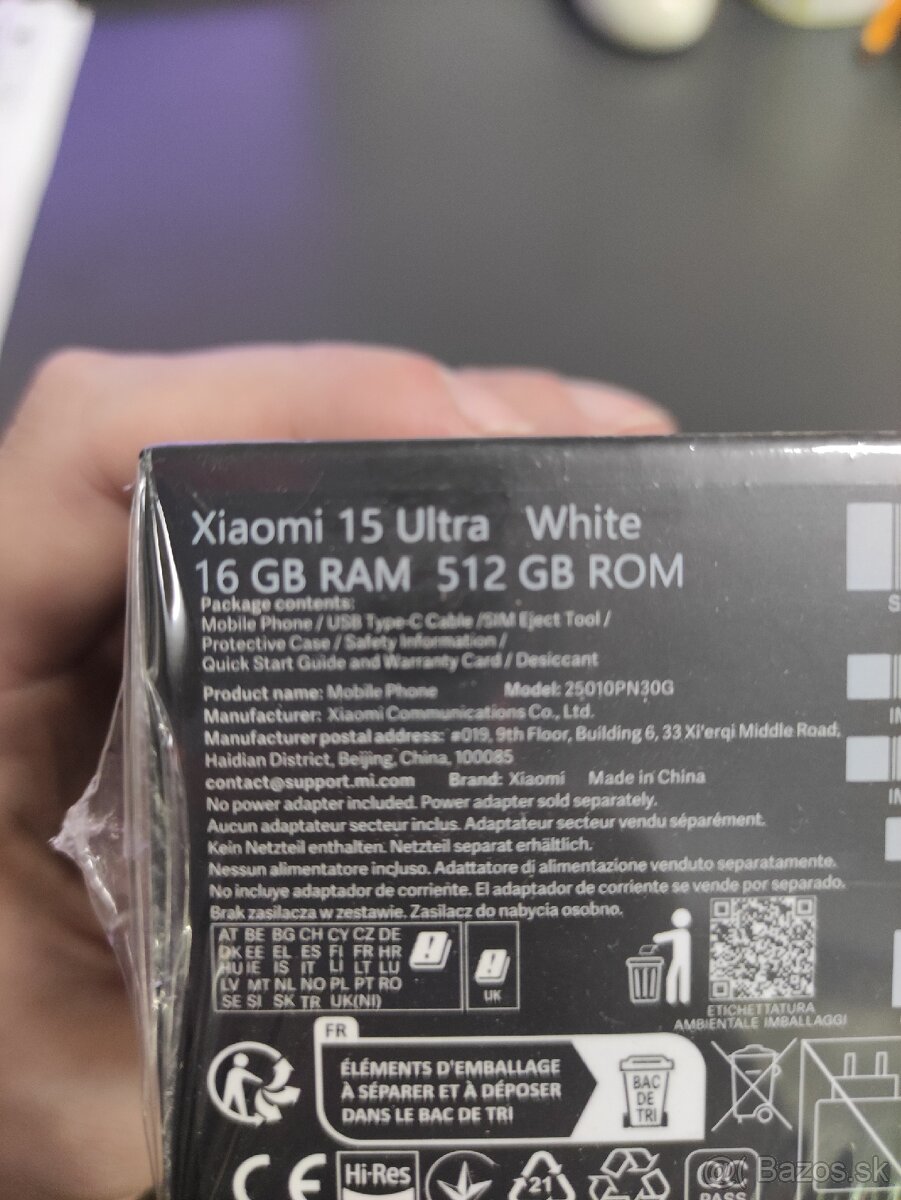 Xiaomi 15 Ultra White
16 GB RAM 512 GB ROM
Package contents:
Mobile Phone / USB Type-C Cable / SIM Eject Tool /
Protective Case / Safety Information /
Quick Start Guide and Warranty Card / Desiccant
Product name: Mobile Phone Model: 25010PN30G
Manufacturer: Xiaomi Communications Co., Ltd.
Manufacturer postal address: #019, 9th Floor, Building 6, 33 Xi'erqi Middle Road,
Haidian District, Beijing, China, 100085
contact@support.mi.com Brand: Xiaomi Made in China
No power adapter included. Power adapter sold separately.
Aucun adaptateur secteur inclus. Adaptateur secteur vendu séparément.
Kein Netzteil enthalten. Netzteil separat erhältlich.
Nessun alimentatore incluso. Adattatore di alimentazione venduto separatamente.
No incluye adaptador de corriente. El adaptador de corriente se vende por separado.
Brak zasilacza w zestawie. Zasilacz do nabycia osobno.
AT BE BG CH CY CZ DE
DK EE EL ES FI FR HR
HU IE IS IT LI LT LU
LV MT NL NO PL PT RO
SE SI SK TR UK(NI)
UK
ETICHETTATURA
AMBIENTALE IMBALLAGGI
FR
ÉLÉMENTS D'EMBALLAGE
À SÉPARER ET À DÉPOSER
DANS LE BAC DE TRI
BAC
DE
TRI
CE
Hi-Res
21
PAP
Bazos.sk